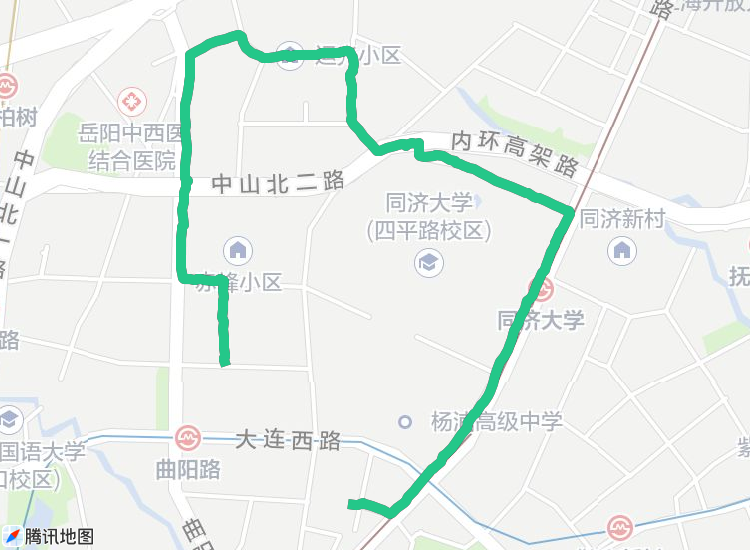 路
运光小区
柏树
岳阳中西医
结合医院
内环高架路
中山北一路
中山北二路
同济大学
(四平路校区)
同济新村
赤峰小区
抚
同济大学
路
杨浦高级中学
大连西路
国语大学
口校区)
曲阳路
紫
曲阳
腾讯地图